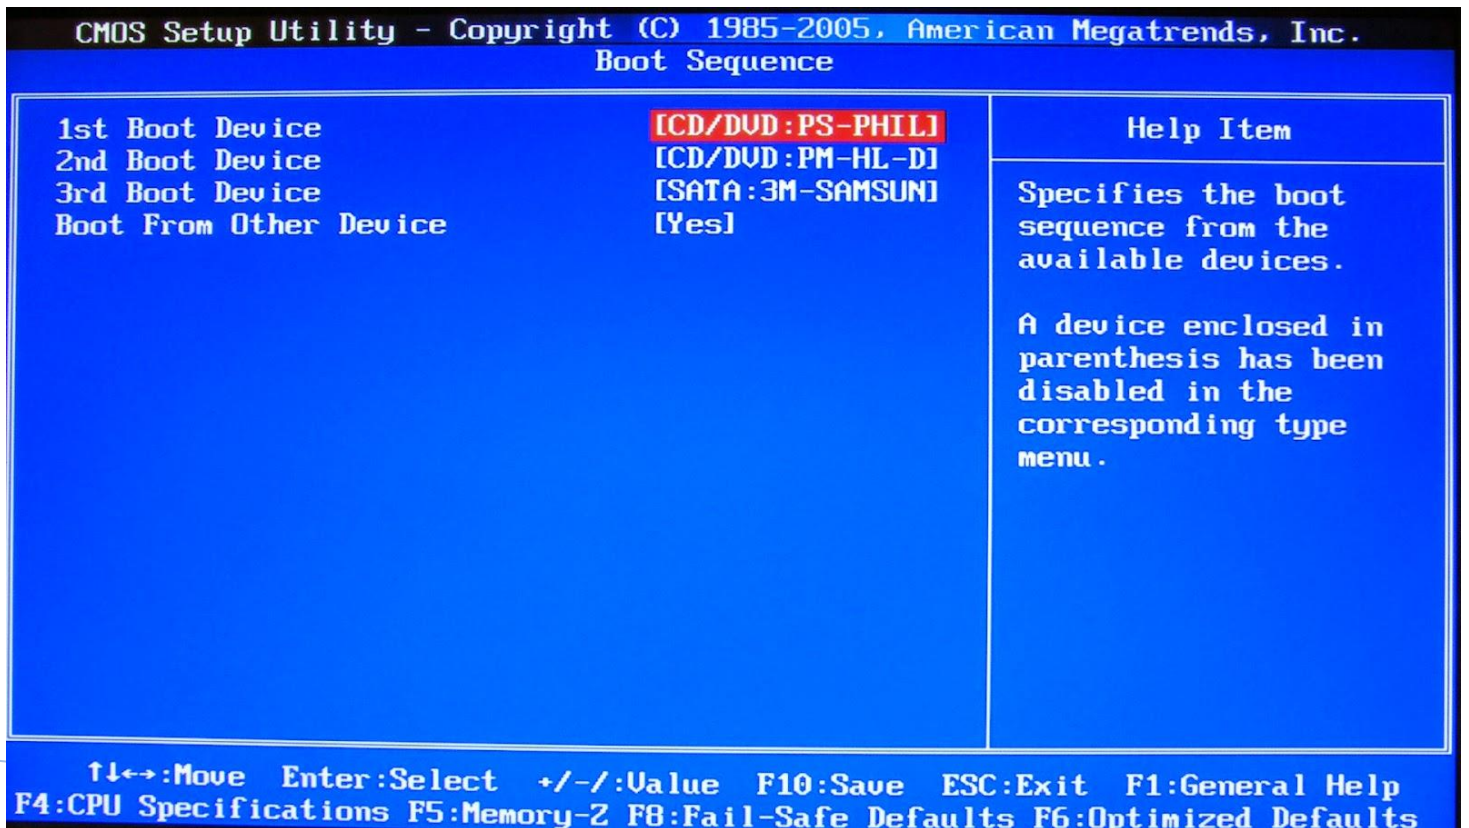 CMOS Setup Utility - Copyright (C) 1985-2005, American Megatrends, Inc.
Boot Sequence
1st Boot Device [CD/DVD:PS-PHIL]
2nd Boot Device [CD/DVD:PM-HL-D]
3rd Boot Device [SATA:3M-SAMSUN]
Boot From Other Device [Yes]
Help Item
Specifies the boot
sequence from the
available devices.
A device enclosed in
parenthesis has been
disabled in the
corresponding type
menu.
↑↓←→:Move Enter:Select +/-/:Value F10:Save ESC:Exit F1:General Help
F4:CPU Specifications F5:Memory-Z F8:Fail-Safe Defaults F6:Optimized Defaults